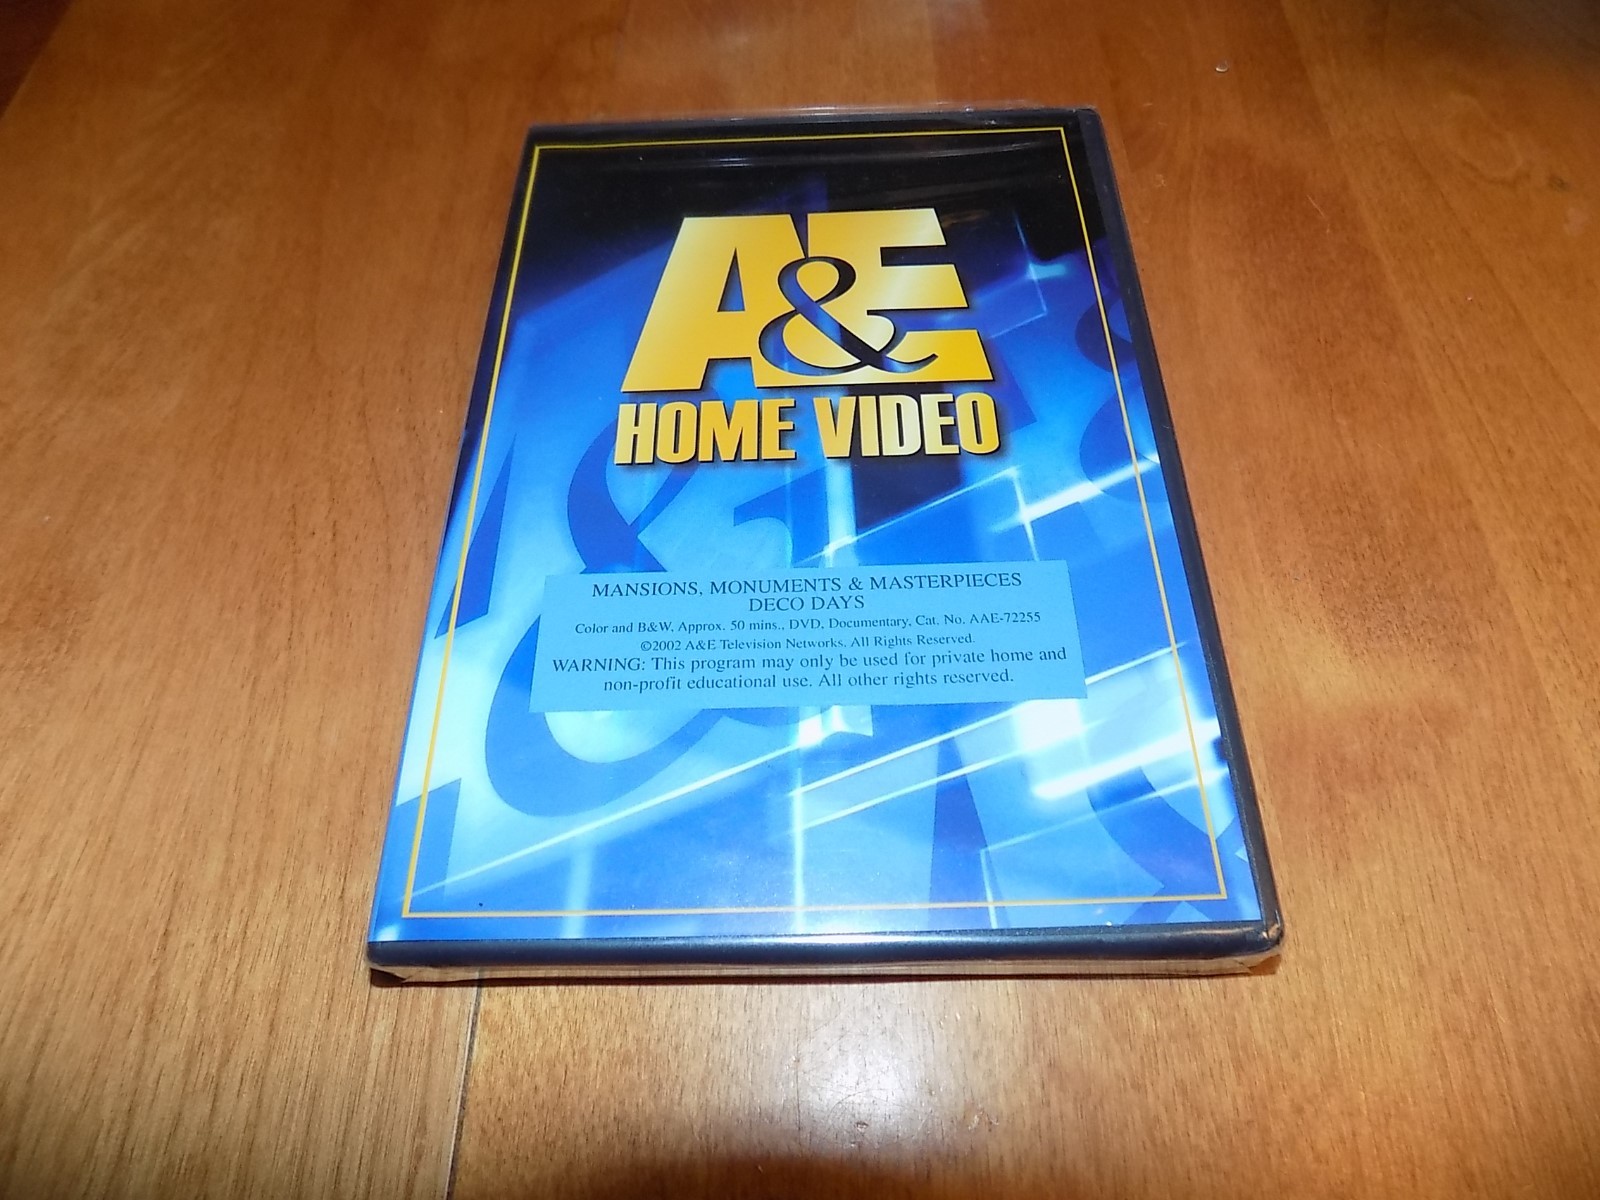 A&E
HOME VIDEO
MANSIONS, MONUMENTS & MASTERPIECES
DECO DAYS
Color and B&W, Approx. 50 mins., DVD, Documentary, Cat. No. AAE-72255
©2002 A&E Television Networks. All Rights Reserved.
WARNING: This program may only be used for private home and
non-profit educational use. All other rights reserved.